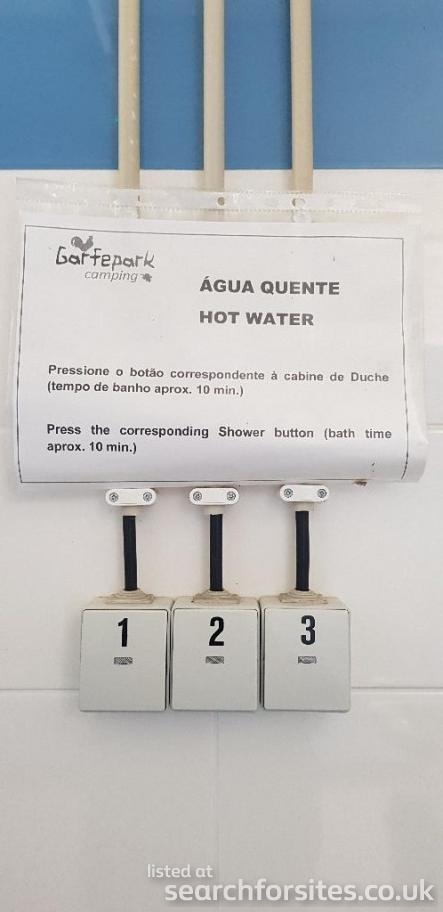 Garfepark
camping
ÁGUA QUENTE
HOT WATER
Pressione o botão correspondente à cabine de Duche
(tempo de banho aprox. 10 min.)
Press the corresponding Shower button (bath time
aprox. 10 min.)
1 2 3
listed at
searchforsites.co.uk